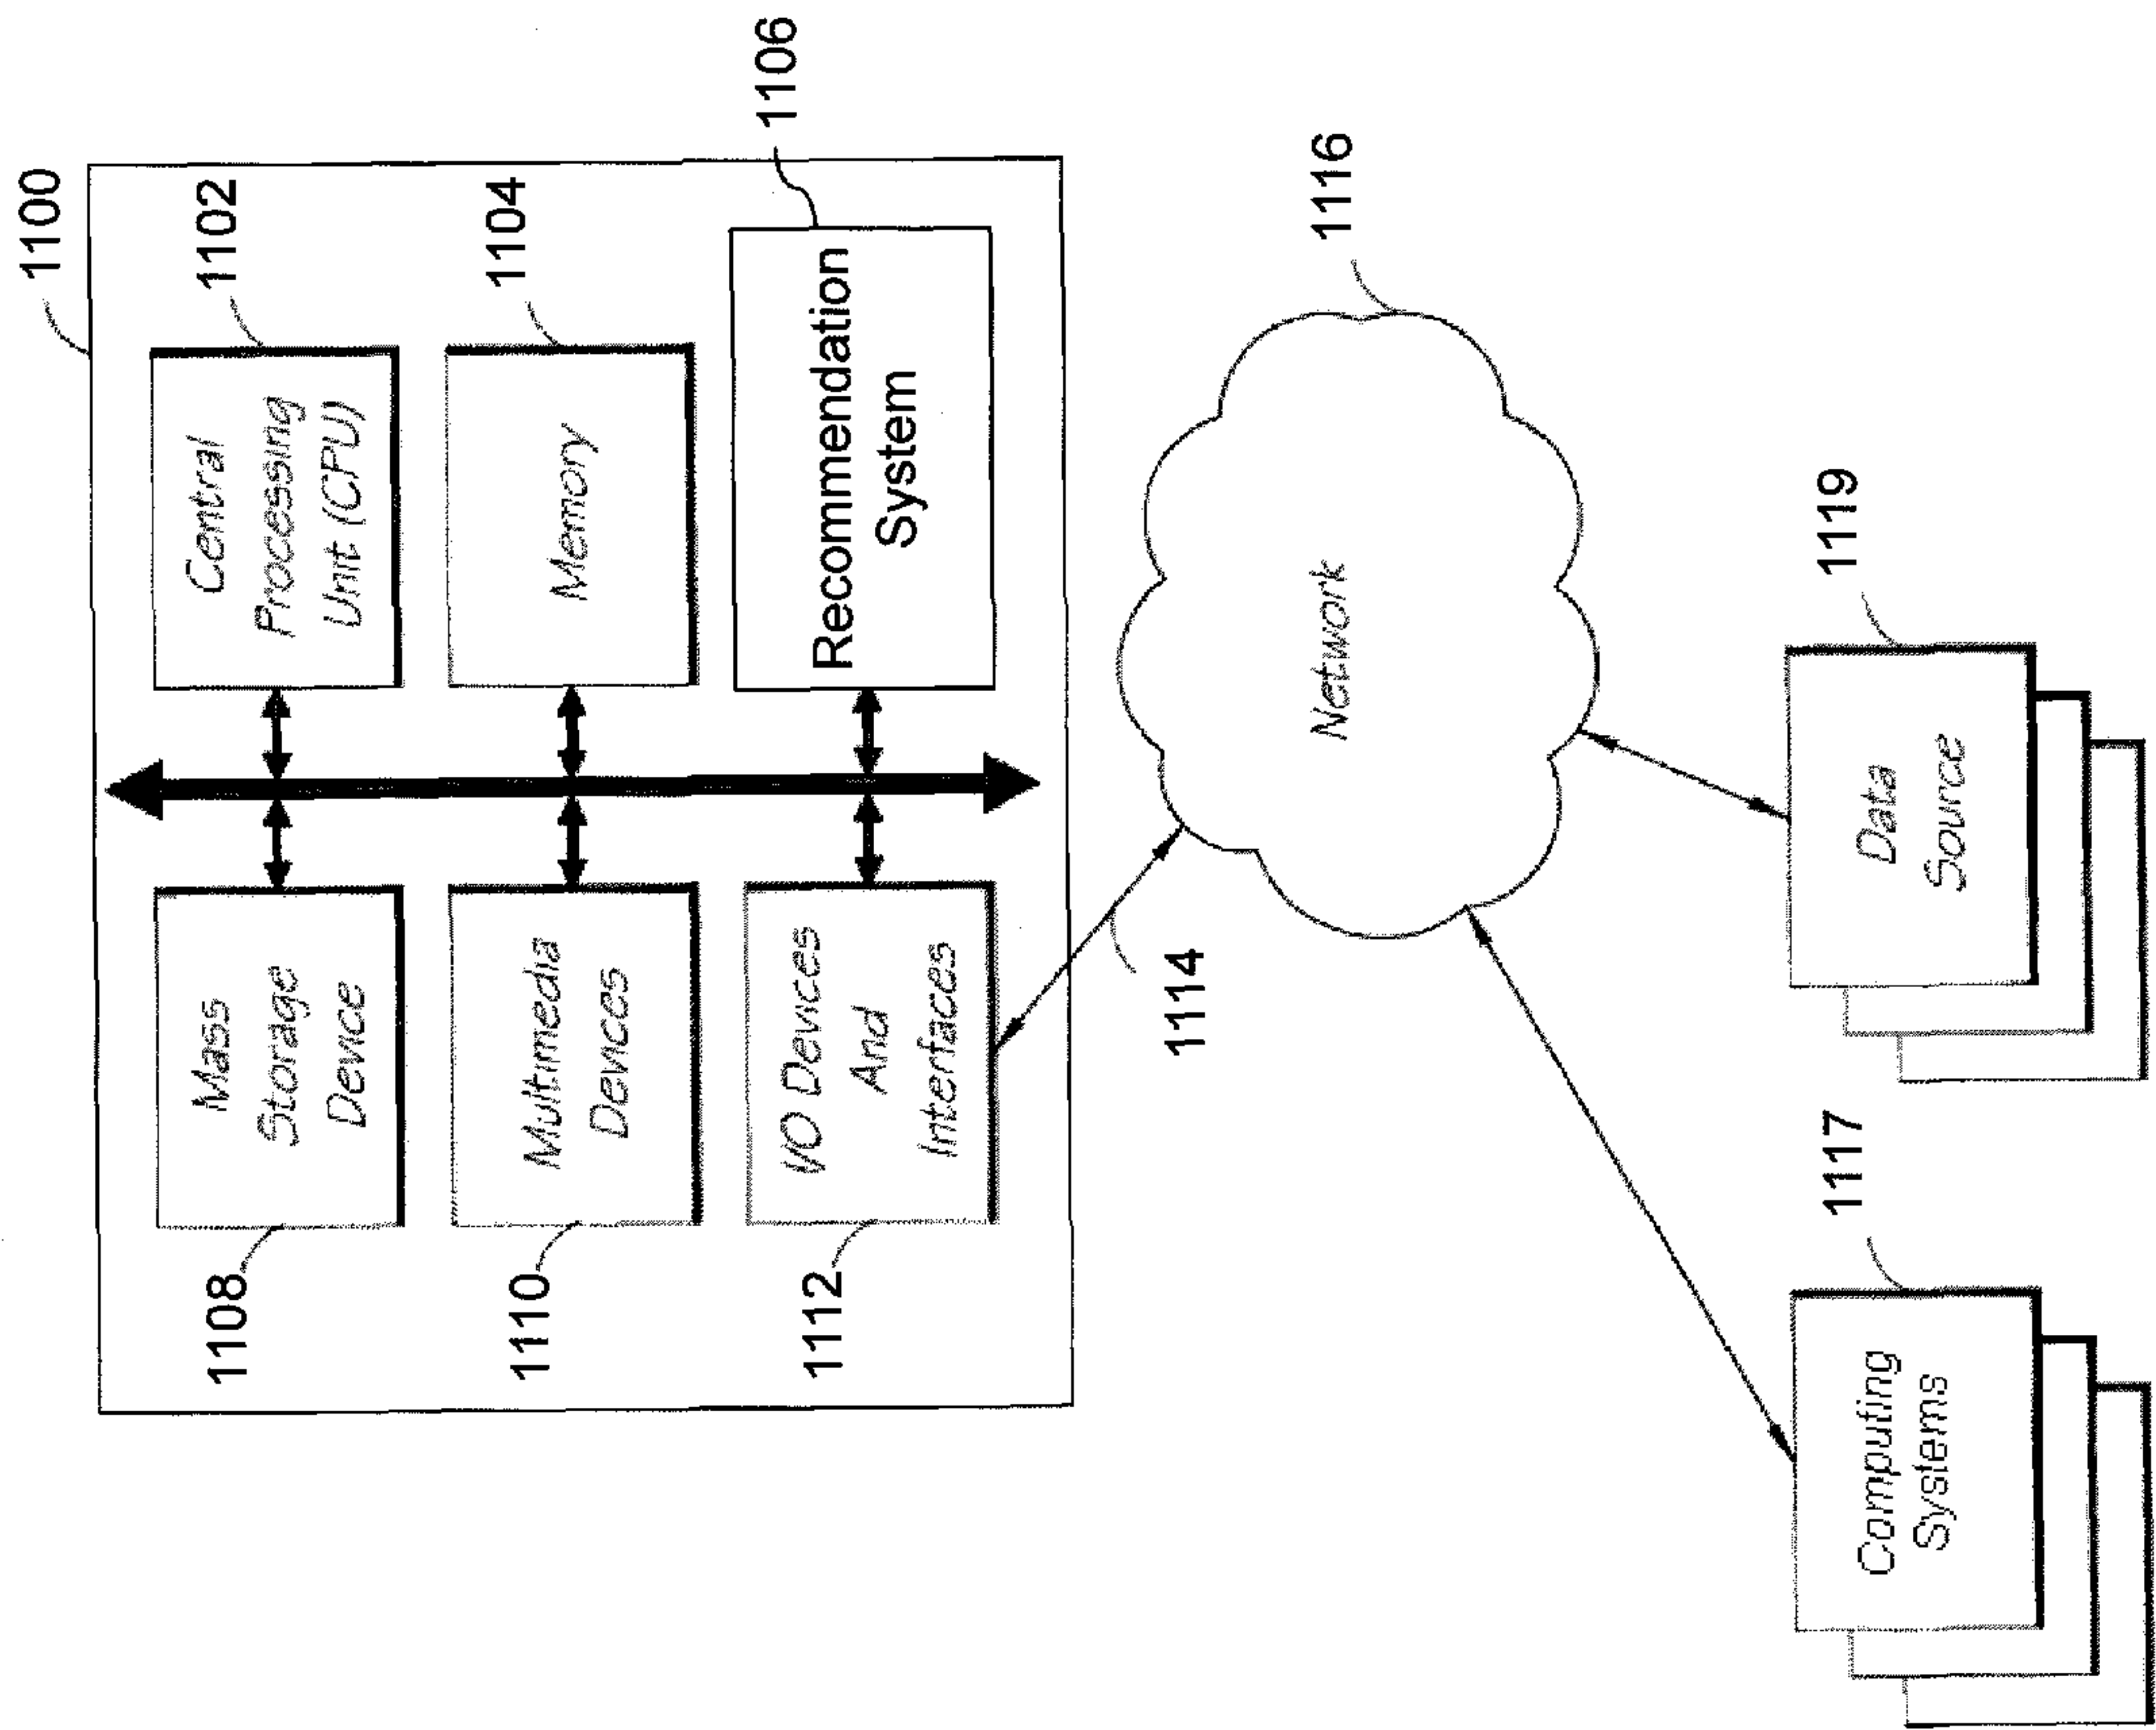 1100
1108
Mass
Storage
Device
Central
Processing
Unit (CPU)
1102
1110
Multimedia
Devices
Memory
1104
1112
I/O Devices
And
Interfaces
Recommendation
System
1106
1114
Network
1116
1117
Computing
Systems
1119
Data
Source